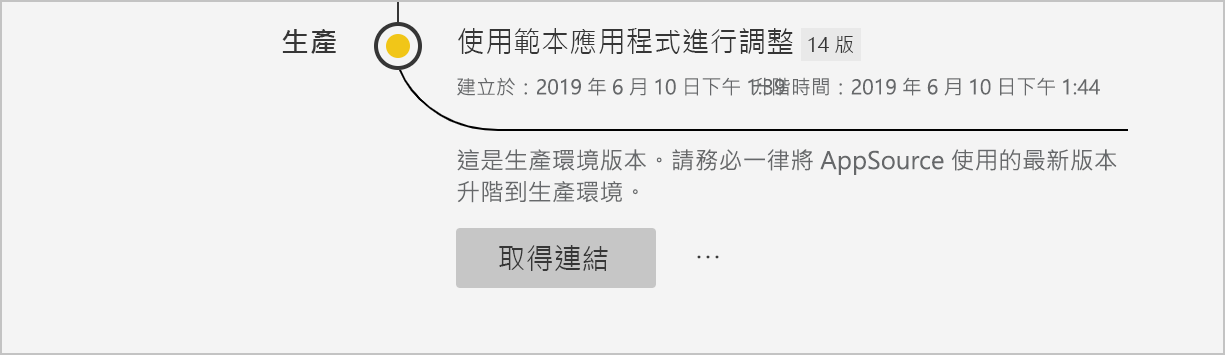 生產
使用範本應用程式進行調整 14 版
建立於：2019 年 6 月 10 日下午 1:39 升階時間：2019 年 6 月 10 日下午 1:44
這是生產環境版本。請務必一律將 AppSource 使用的最新版本
升階到生產環境。
取得連結 ...